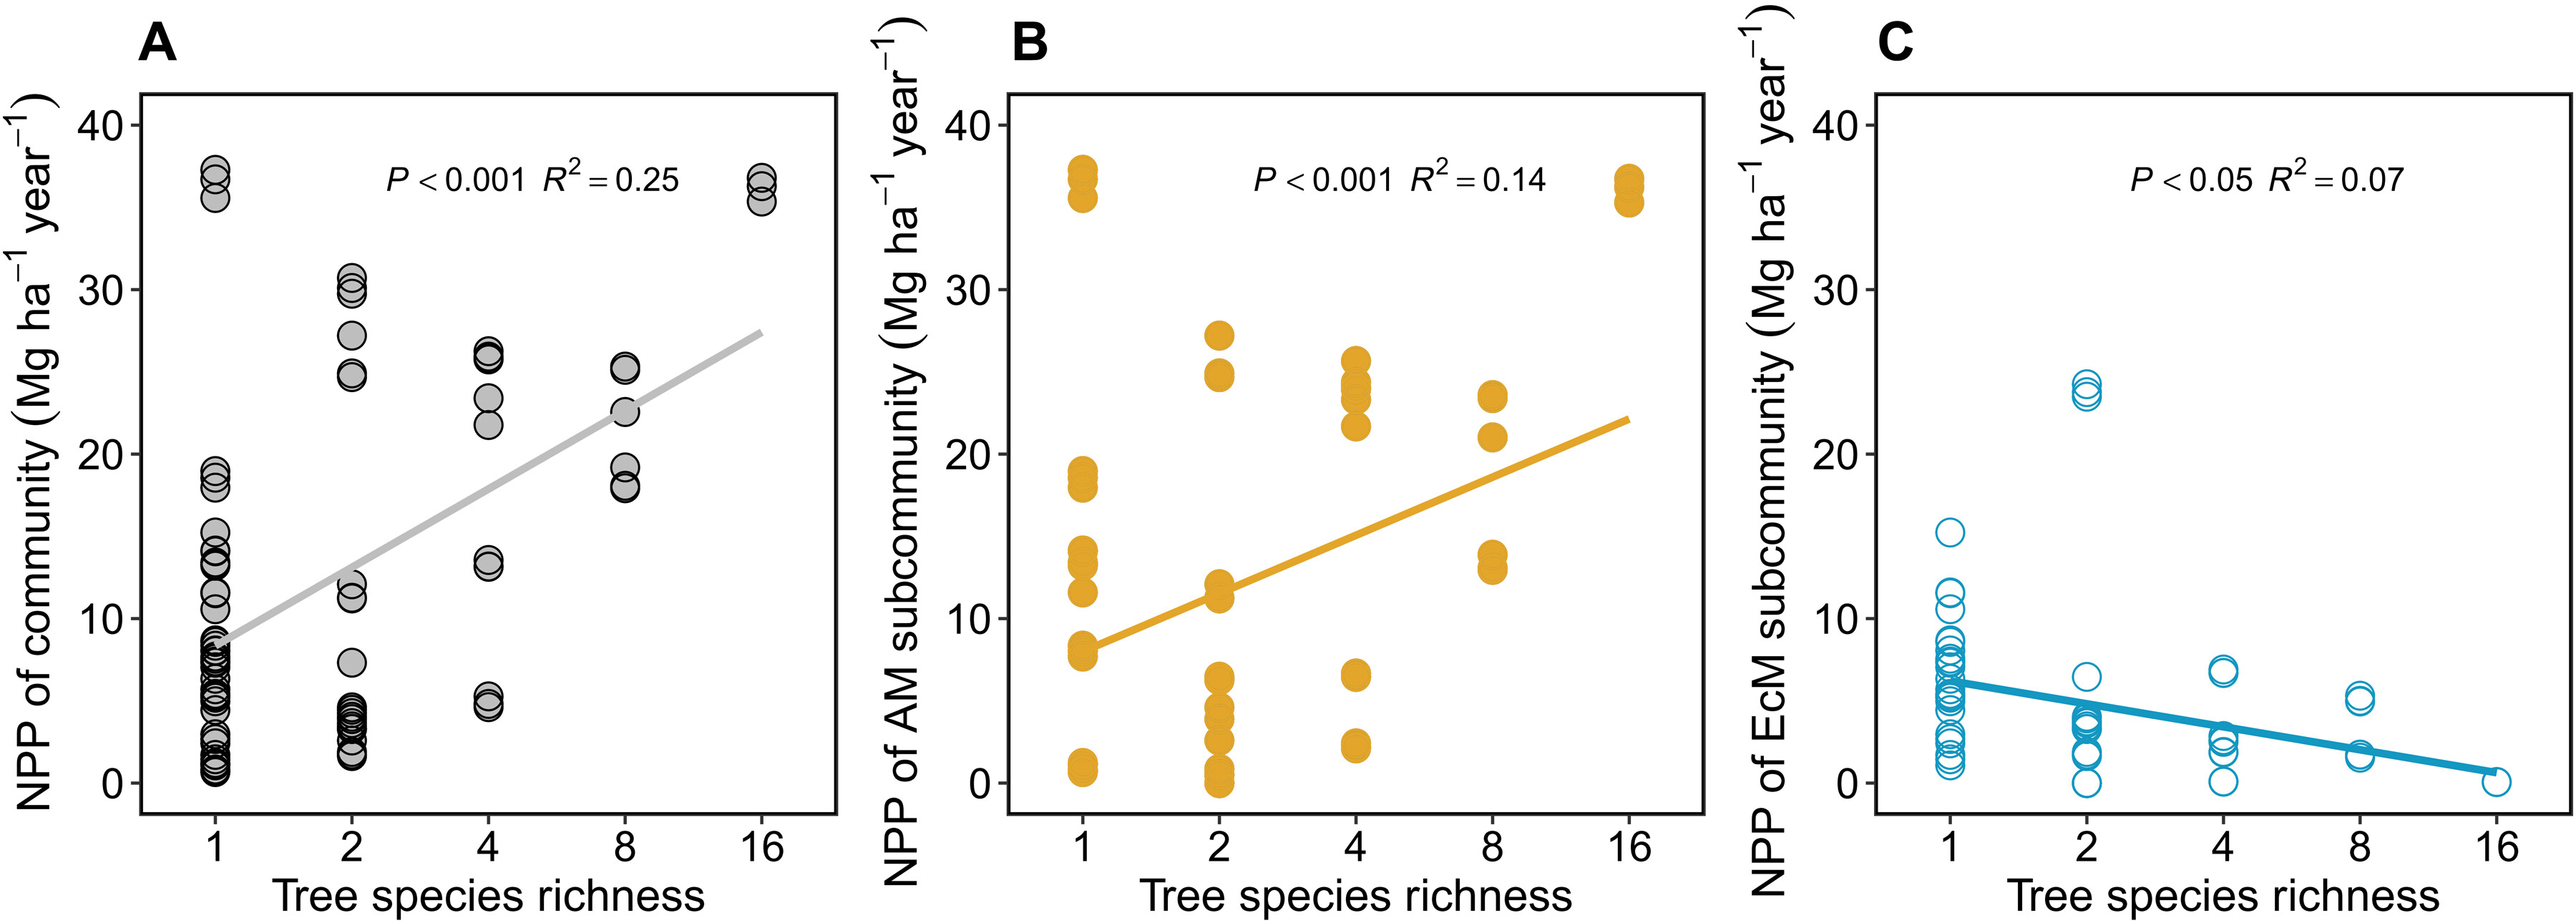 A
NPP of community (Mg ha−1 year−1)
40
30
20
10
0
P < 0.001 R2 = 0.25
1 2 4 8 16
Tree species richness
B
NPP of AM subcommunity (Mg ha−1 year−1)
40
30
20
10
0
P < 0.001 R2 = 0.14
1 2 4 8 16
Tree species richness
C
NPP of EcM subcommunity (Mg ha−1 year−1)
40
30
20
10
0
P < 0.05 R2 = 0.07
1 2 4 8 16
Tree species richness